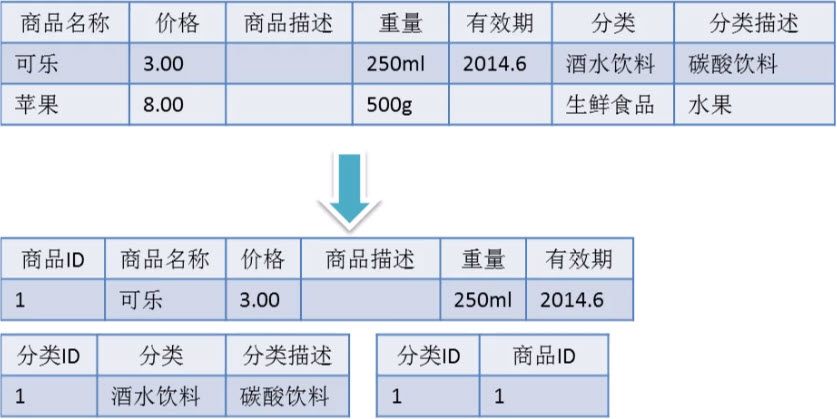 商品名称 价格 商品描述 重量 有效期 分类 分类描述
可乐 3.00 250ml 2014.6 酒水饮料 碳酸饮料
苹果 8.00 500g 生鲜食品 水果
商品ID 商品名称 价格 商品描述 重量 有效期
1 可乐 3.00 250ml 2014.6
分类ID 分类 分类描述
1 酒水饮料 碳酸饮料
分类ID 商品ID
1 1